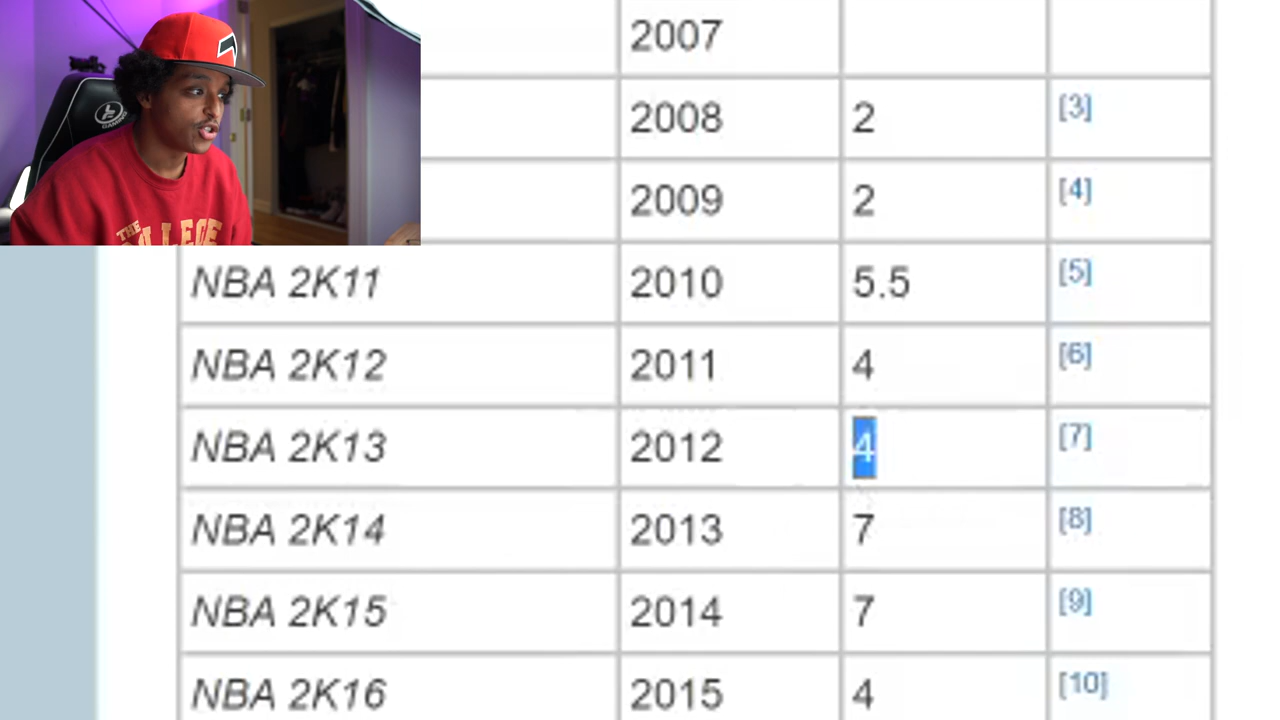 2007
2008 2 [3]
2009 2 [4]
NBA 2K11 2010 5.5 [5]
NBA 2K12 2011 4 [6]
NBA 2K13 2012 4 [7]
NBA 2K14 2013 7 [8]
NBA 2K15 2014 7 [9]
NBA 2K16 2015 4 [10]
GAMING
THE